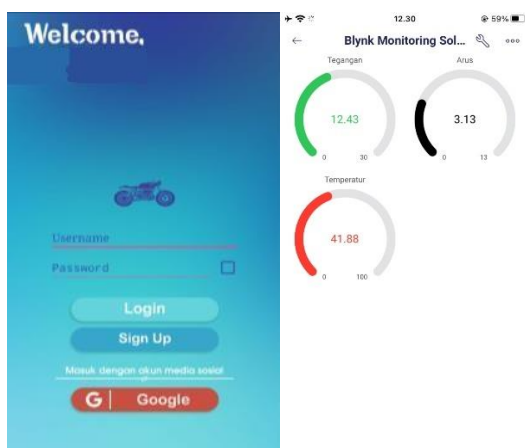 Welcome,
Username
Password
Login
Sign Up
Masuk dengan akun media sosial
G | Google
12.30
59%
Blynk Monitoring Sol...
Tegangan
12.43
0 30
Arus
3.13
0 13
Temperatur
41.88
0 100